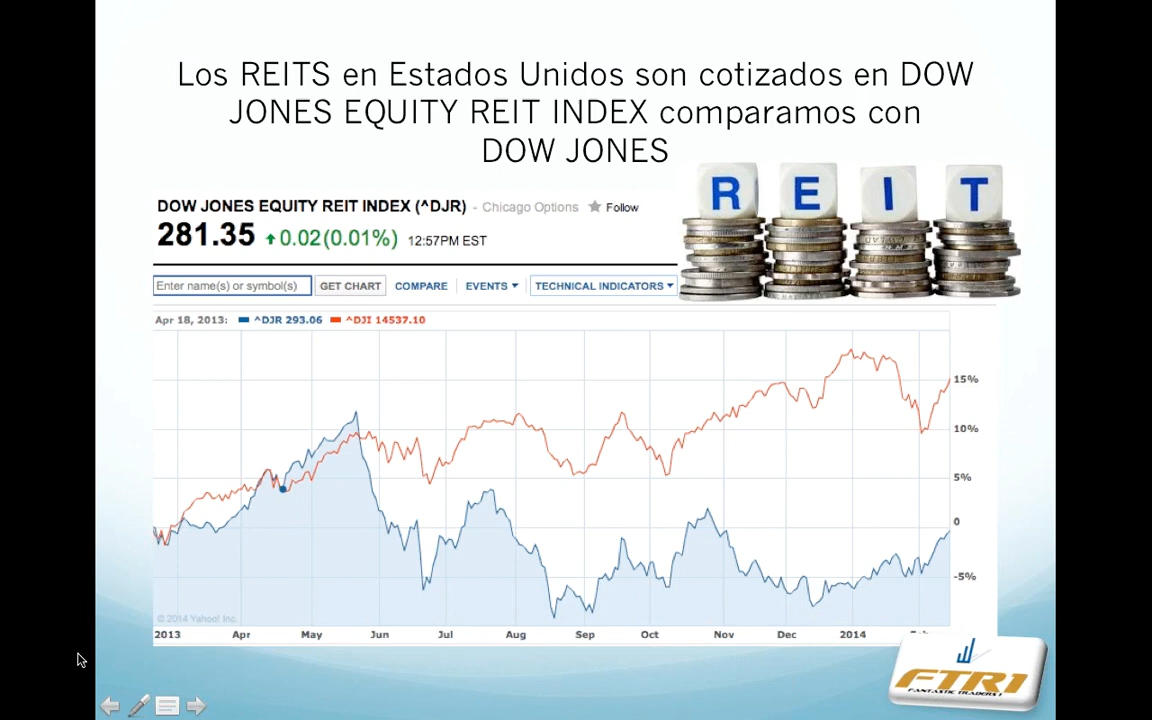 Los REITS en Estados Unidos son cotizados en DOW
JONES EQUITY REIT INDEX comparamos con
DOW JONES
R E I T
DOW JONES EQUITY REIT INDEX (^DJR) - Chicago Options ★ Follow
281.35 0.02(0.01%) 12:57PM EST
Enter name(s) or symbol(s) GET CHART COMPARE EVENTS TECHNICAL INDICATORS
Apr 18, 2013: ^DJR 293.06 ^DJI 14537.10
15%
10%
5%
0
-5%
© 2014 Yahoo! Inc.
2013 Apr May Jun Jul Aug Sep Oct Nov Dec 2014
FTR1
FANTASTIC TRADERS!